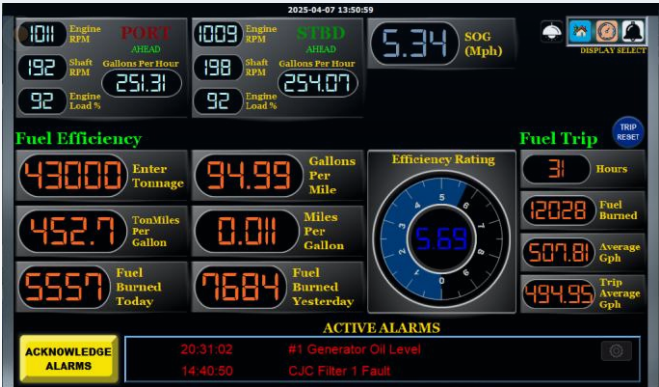 2025-04-07 13:50:59
1011 Engine RPM PORT AHEAD
192 Shaft RPM Gallons Per Hour 251.31
92 Engine Load %
1009 Engine RPM STBD AHEAD
198 Shaft RPM Gallons Per Hour 254.07
92 Engine Load %
5.34 SOG (Mph)
DISPLAY SELECT
TRIP RESET
Fuel Efficiency
43000 Enter Tonnage
94.99 Gallons Per Mile
452.7 TonMiles Per Gallon
0.011 Miles Per Gallon
5557 Fuel Burned Today
7684 Fuel Burned Yesterday
Efficiency Rating
5.69
Fuel Trip
31 Hours
12028 Fuel Burned
507.81 Average Gph
494.95 Trip Average Gph
ACTIVE ALARMS
ACKNOWLEDGE ALARMS
20:31:02 #1 Generator Oil Level
14:40:50 CJC Filter 1 Fault